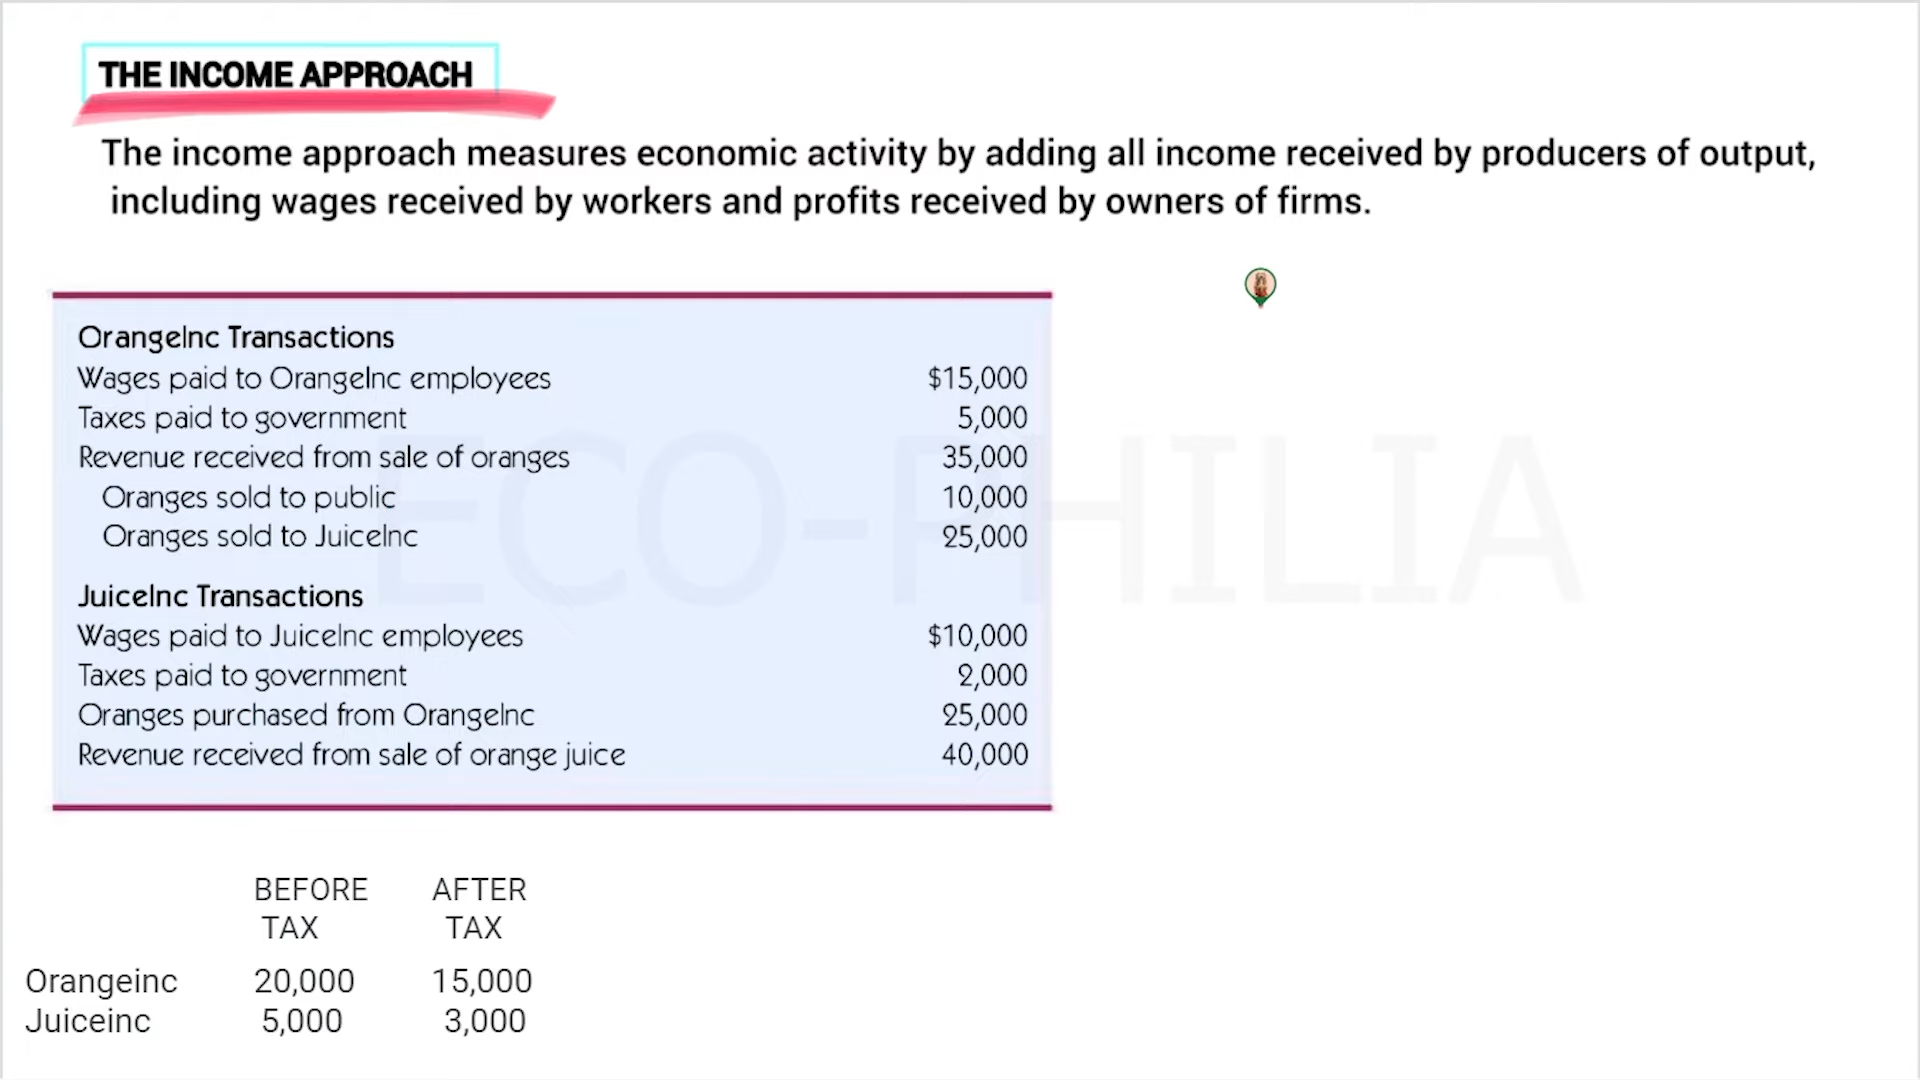 THE INCOME APPROACH
The income approach measures economic activity by adding all income received by producers of output,
including wages received by workers and profits received by owners of firms.
OrangeInc Transactions
Wages paid to OrangeInc employees $15,000
Taxes paid to government 5,000
Revenue received from sale of oranges 35,000
Oranges sold to public 10,000
Oranges sold to JuiceInc 25,000
JuiceInc Transactions
Wages paid to JuiceInc employees $10,000
Taxes paid to government 2,000
Oranges purchased from OrangeInc 25,000
Revenue received from sale of orange juice 40,000
ECO-PHILIA
BEFORE AFTER
TAX TAX
Orangeinc 20,000 15,000
Juiceinc 5,000 3,000